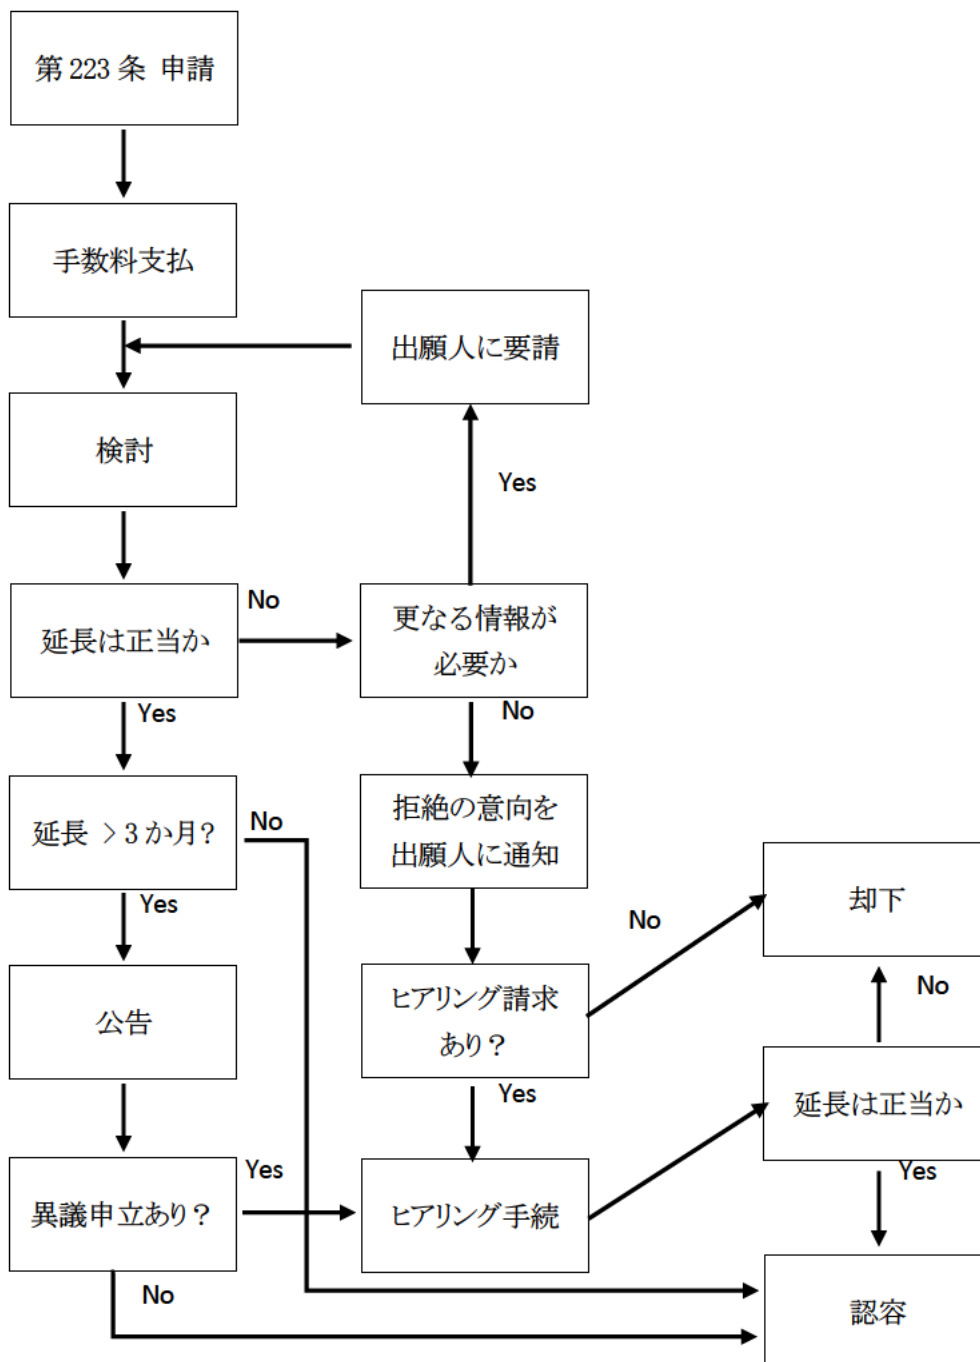 第 223 条 申請
手数料支払
出願人に要請
検討
Yes
延長は正当か
No
更なる情報が
必要か
Yes
No
延長 > 3 か月?
No
拒絶の意向を
出願人に通知
Yes
No
却下
公告
ヒアリング請求
あり？
No
Yes
延長は正当か
異議申立あり？
Yes
ヒアリング手続
Yes
No
認容